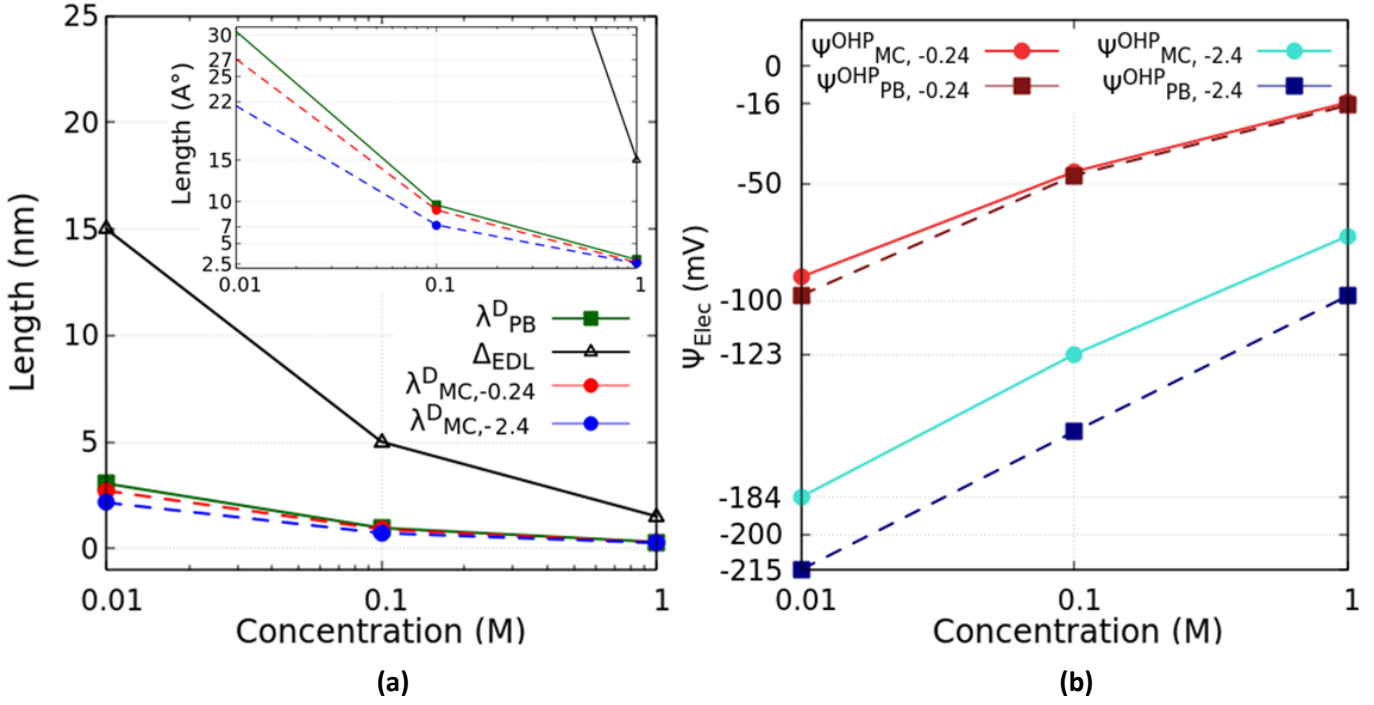 25
20
15
10
5
0
Length (nm)
0.01
0.1
1
Concentration (M)
30
27
25
22
15
10
7
5
2.5
Length (A°)
0.01
0.1
1
λᴰPB
ΔEDL
λᴰMC,-0.24
λᴰMC,-2.4
(a)
ΨᴼᴴᴾMC, -0.24
ΨᴼᴴᴾPB, -0.24
ΨᴼᴴᴾMC, -2.4
ΨᴼᴴᴾPB, -2.4
0
-16
-50
-100
-123
-184
-200
-215
ΨElec (mV)
0.01
0.1
1
Concentration (M)
(b)